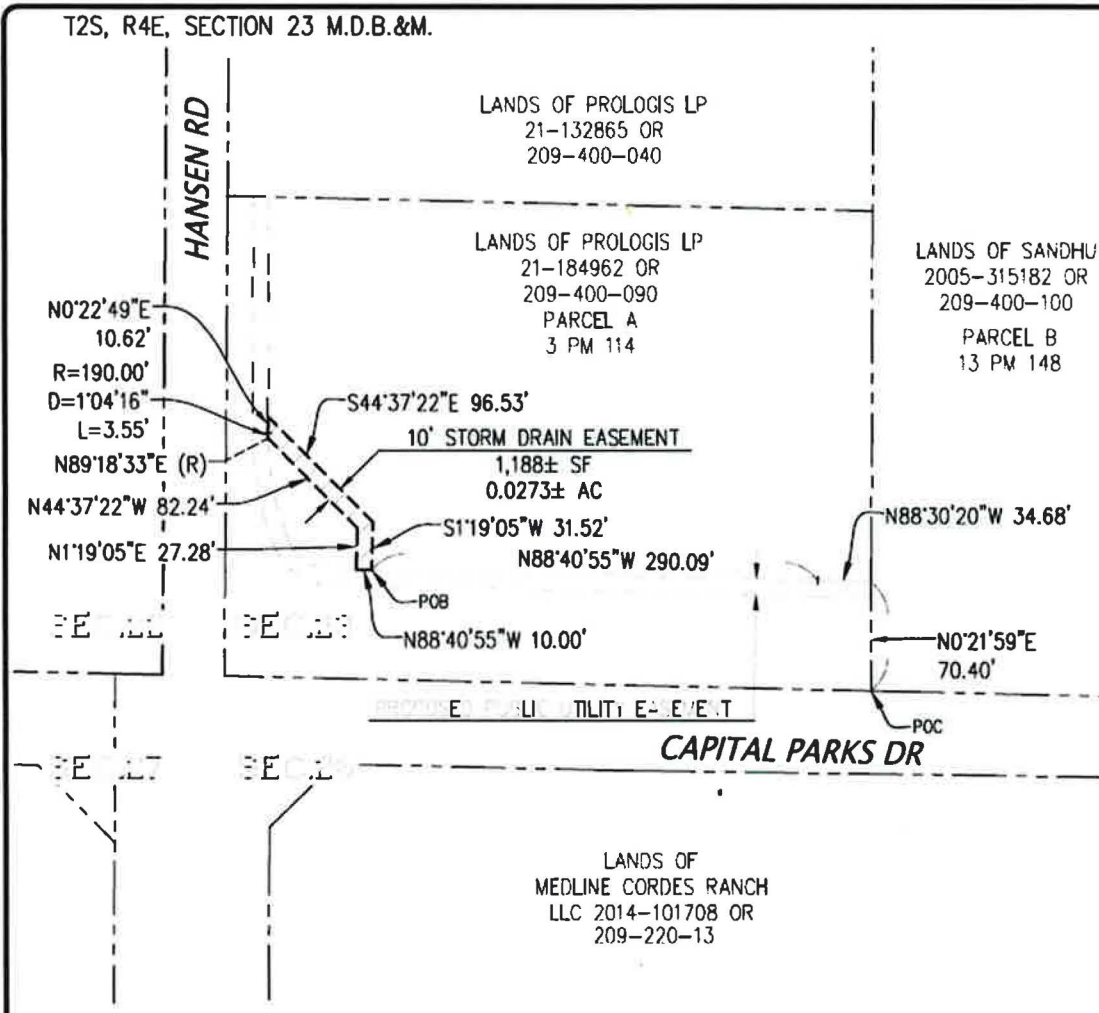 T2S, R4E, SECTION 23 M.D.B.&M.
HANSEN RD
LANDS OF PROLOGIS LP
21-132865 OR
209-400-040
LANDS OF PROLOGIS LP
21-184962 OR
209-400-090
PARCEL A
3 PM 114
LANDS OF SANDHU
2005-315182 OR
209-400-100
PARCEL B
13 PM 148
N0°22'49"E
10.62'
R=190.00'
D=1°04'16"
L=3.55'
N89°18'33"E (R)
N44°37'22"W 82.24'
N1°19'05"E 27.28'
S44°37'22"E 96.53'
10' STORM DRAIN EASEMENT
1,188± SF
0.0273± AC
S1°19'05"W 31.52'
N88°40'55"W 290.09'
N88°30'20"W 34.68'
POB
N88°40'55"W 10.00'
N0°21'59"E
70.40'
POC
PROPOSED PUBLIC UTILITY EASEMENT
CAPITAL PARKS DR
LANDS OF
MEDLINE CORDES RANCH
LLC 2014-101708 OR
209-220-13